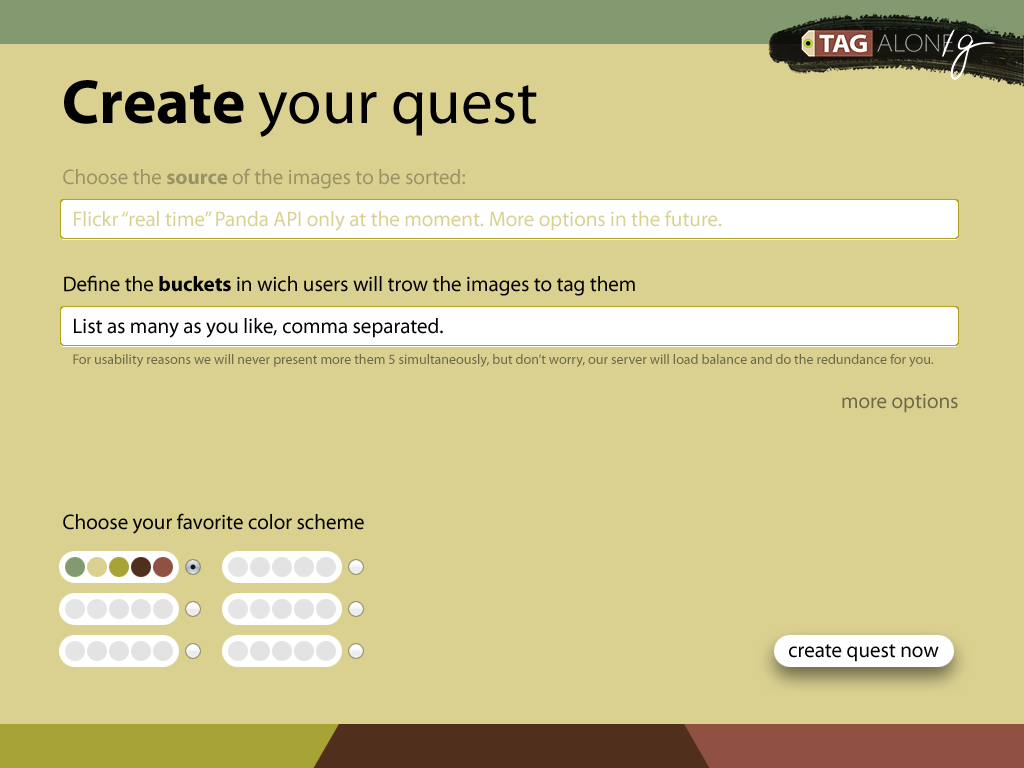 TAG ALONE/g
Create your quest
Choose the source of the images to be sorted:
Flickr “real time” Panda API only at the moment. More options in the future.
Define the buckets in wich users will trow the images to tag them
List as many as you like, comma separated.
For usability reasons we will never present more them 5 simultaneously, but don’t worry, our server will load balance and do the redundance for you.
more options
Choose your favorite color scheme
create quest now